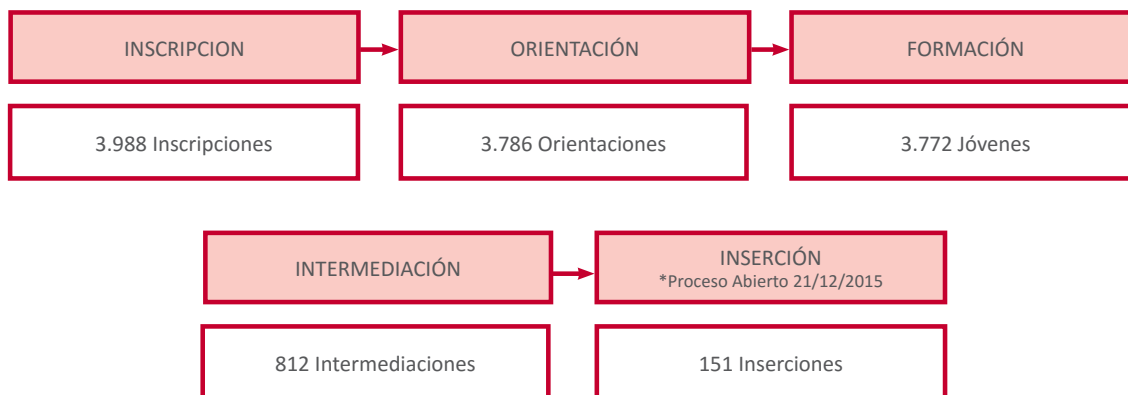 INSCRIPCION
ORIENTACIÓN
FORMACIÓN
3.988 Inscripciones
3.786 Orientaciones
3.772 Jóvenes
INTERMEDIACIÓN
INSERCIÓN
*Proceso Abierto 21/12/2015
812 Intermediaciones
151 Inserciones